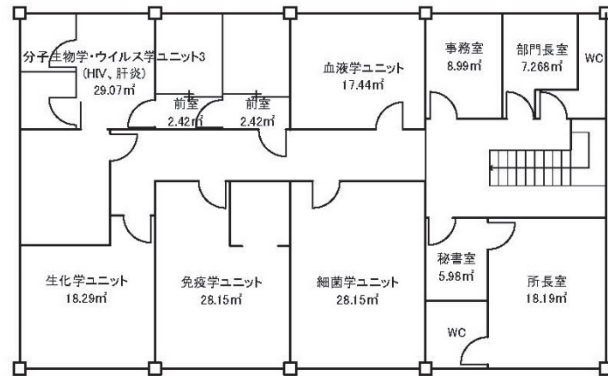 分子生物学・ウイルス学ユニット3
(HIV、肝炎)
29.07㎡
前室
2.42㎡
前室
2.42㎡
血液学ユニット
17.44㎡
事務室
8.99㎡
部門長室
7.268㎡
WC
生化学ユニット
18.29㎡
免疫学ユニット
28.15㎡
細菌学ユニット
28.15㎡
秘書室
5.98㎡
所長室
18.19㎡
WC